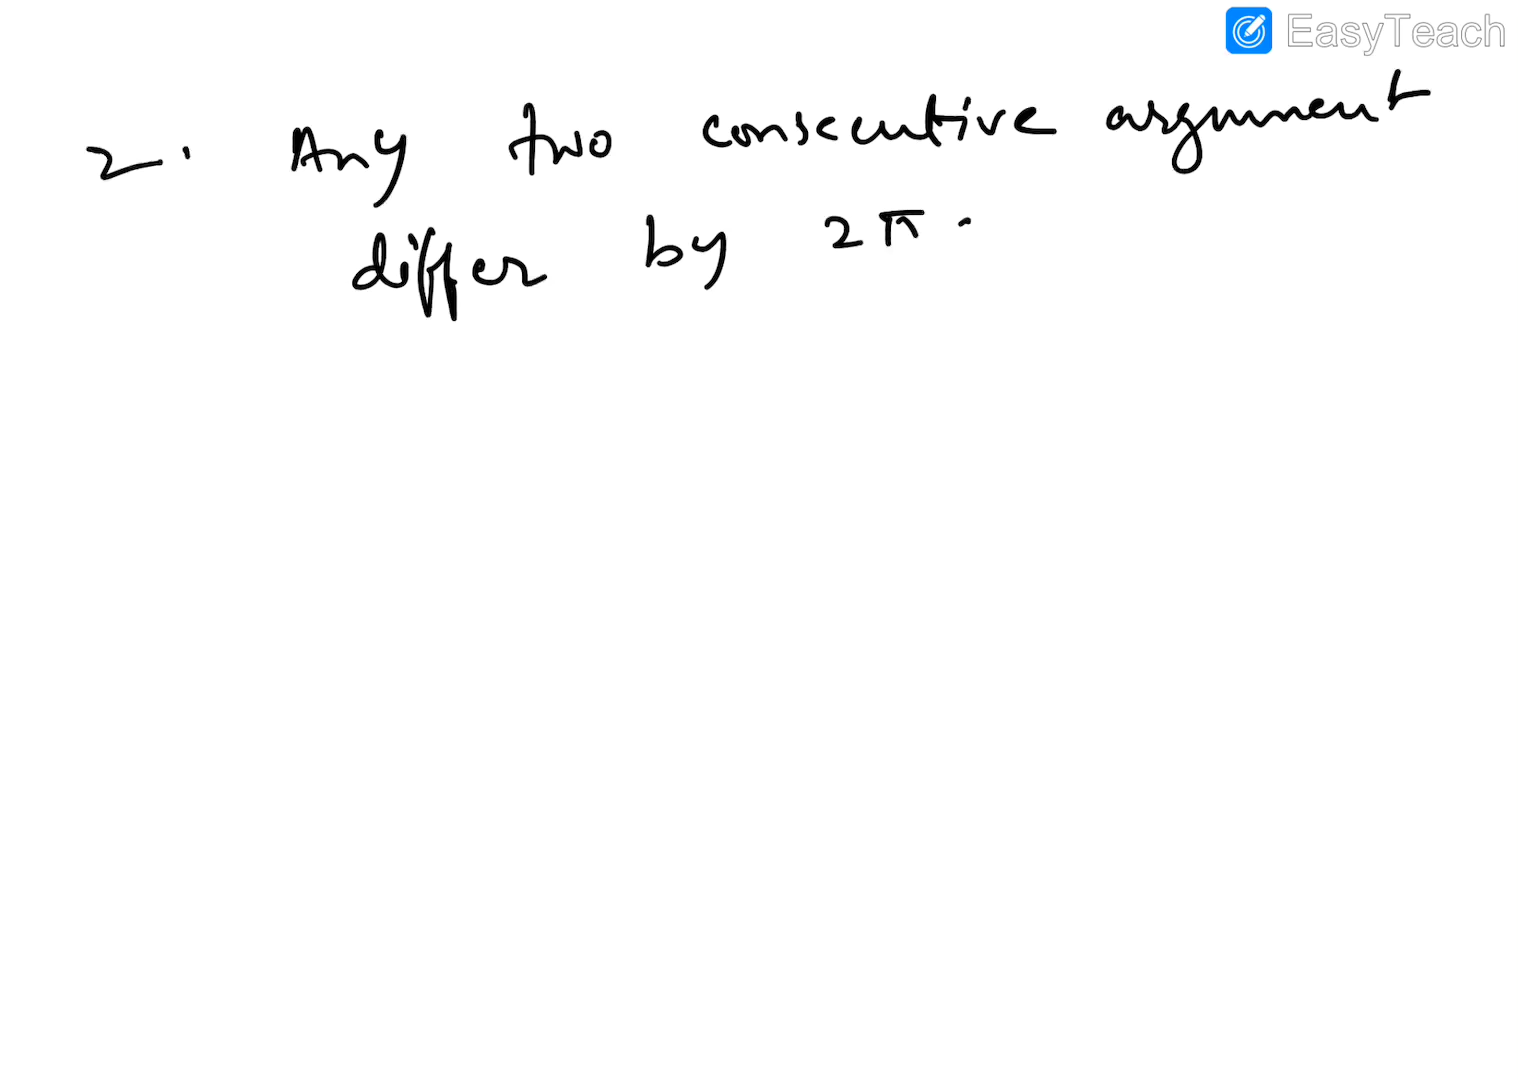 EasyTeach
2. Any two consecutive argument
differ by 2π.